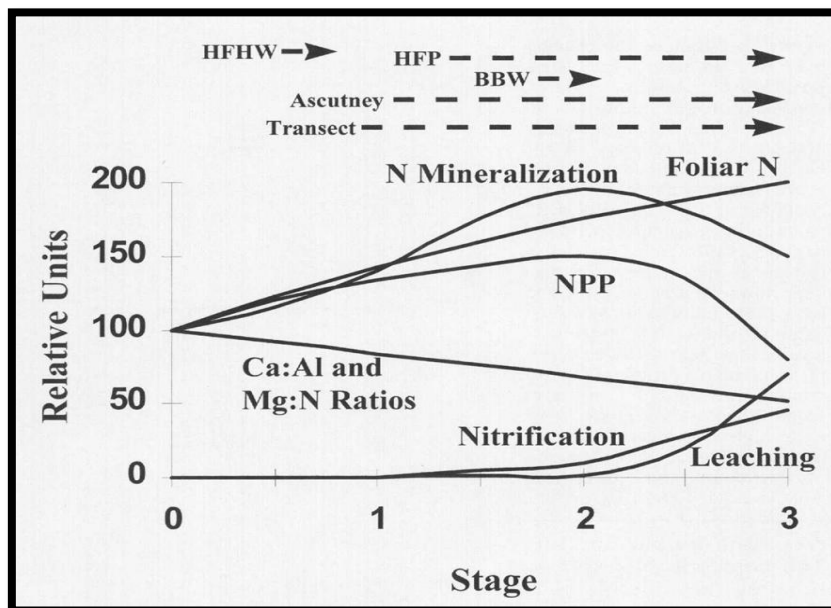 HFHW
HFP
BBW
Ascutney
Transect
N Mineralization
Foliar N
200
150
NPP
100
Relative Units
Ca:Al and
Mg:N Ratios
50
Nitrification
Leaching
0
0 1 2 3
Stage